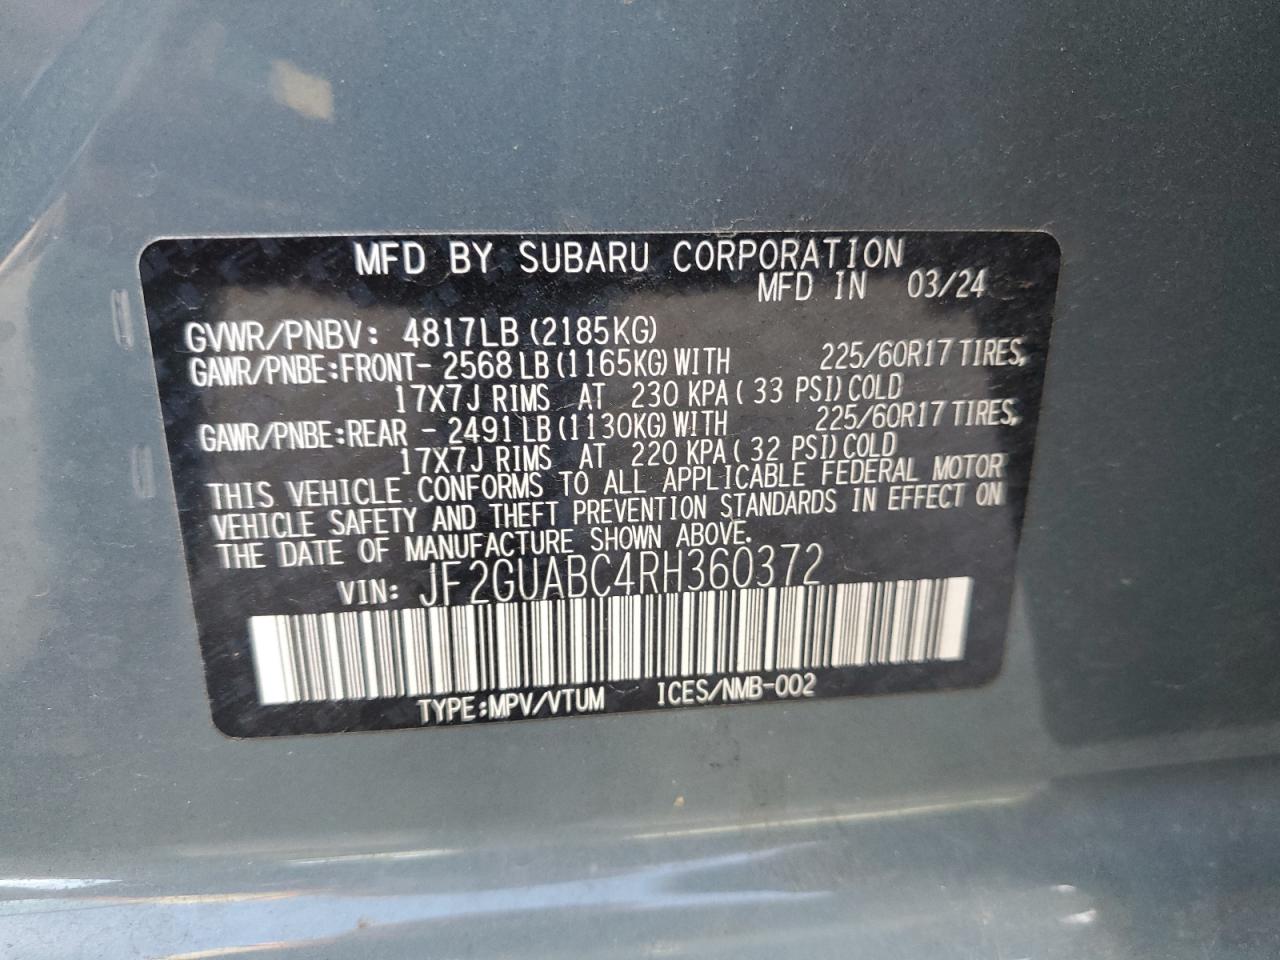 MFD BY SUBARU CORPORATION
MFD IN 03/24
GVWR/PNBV: 4817LB (2185KG)
GAWR/PNBE:FRONT- 2568 LB (1165KG) WITH 225/60R17 TIRES,
17X7J RIMS AT 230 KPA ( 33 PSI) COLD
GAWR/PNBE:REAR - 2491 LB (1130KG) WITH 225/60R17 TIRES,
17X7J RIMS AT 220 KPA ( 32 PSI) COLD
THIS VEHICLE CONFORMS TO ALL APPLICABLE FEDERAL MOTOR
VEHICLE SAFETY AND THEFT PREVENTION STANDARDS IN EFFECT ON
THE DATE OF MANUFACTURE SHOWN ABOVE.
VIN: JF2GUABC4RH360372
TYPE:MPV/VTUM ICES/NMB-002